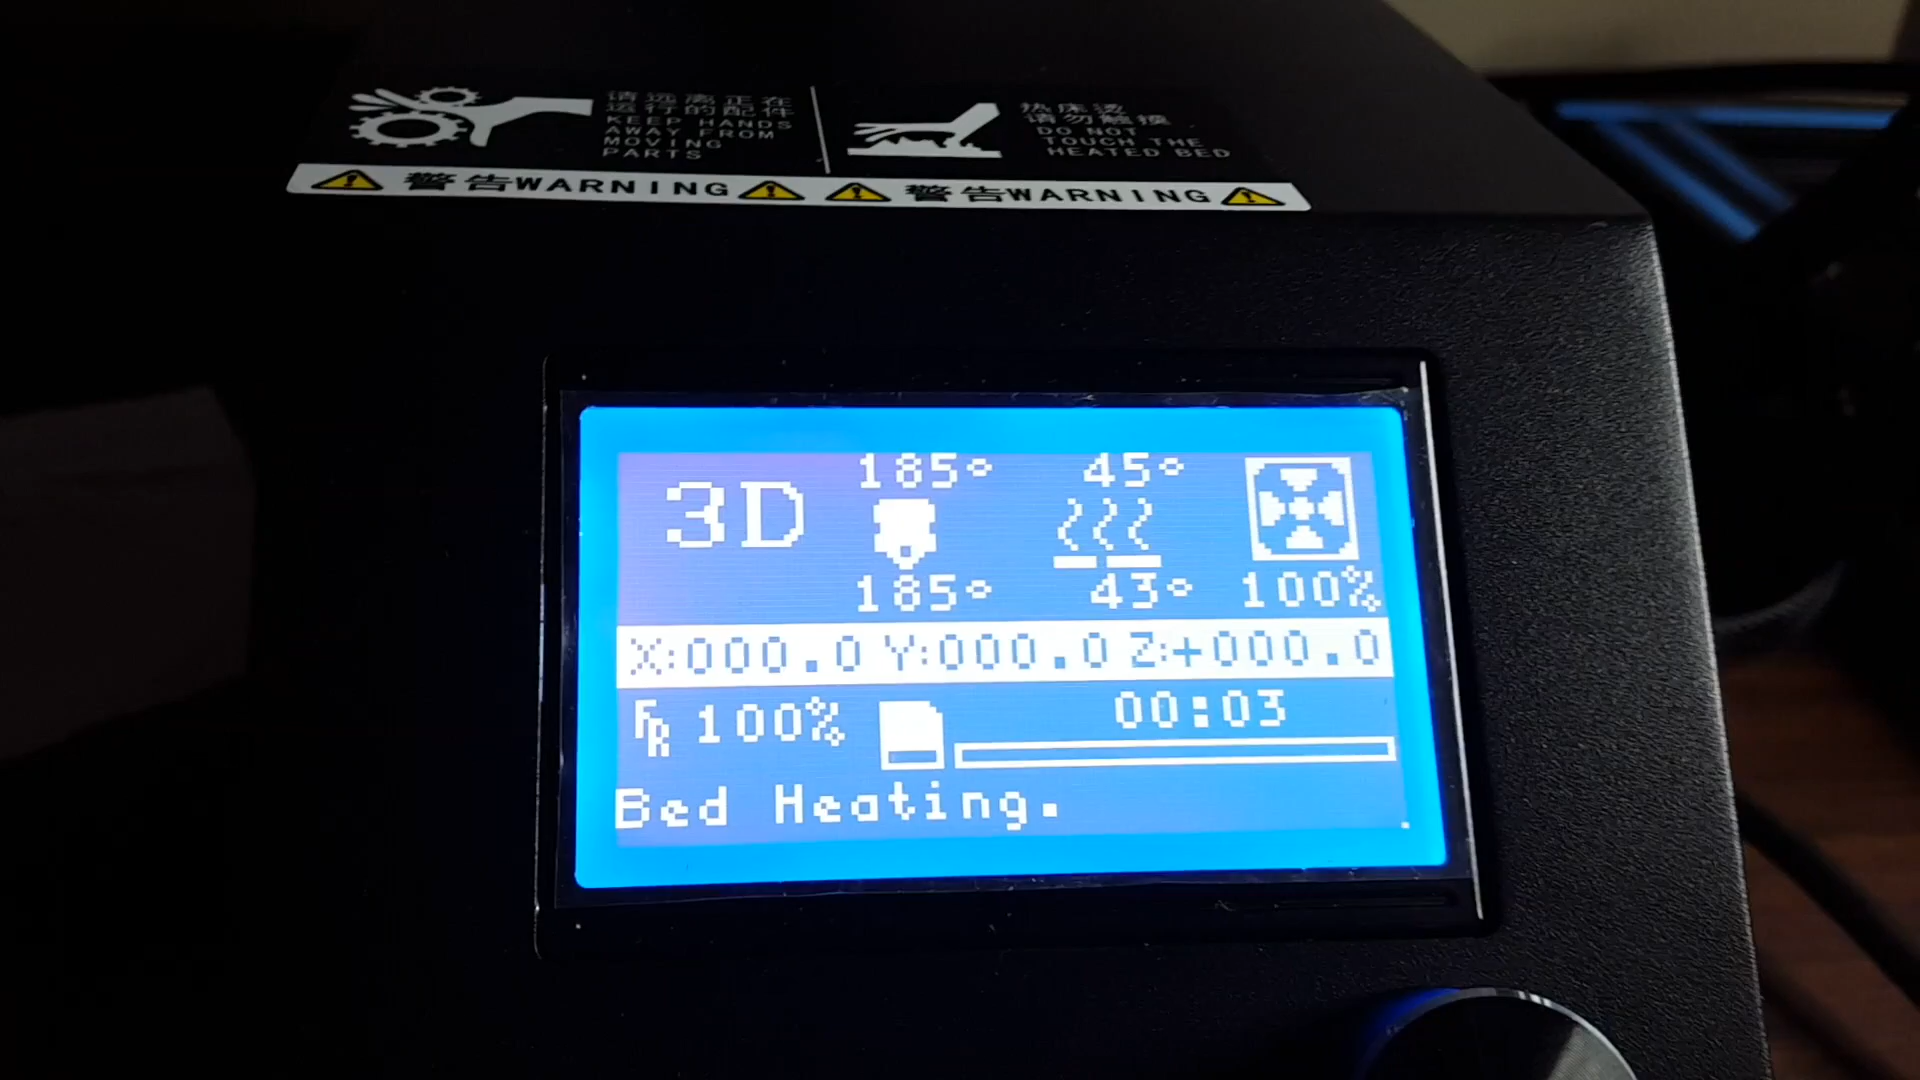 请远离正在
运行的配件
KEEP HANDS
AWAY FROM
MOVING
PARTS
热床烫
请勿触摸
DO NOT
TOUCH THE
HEATED BED
警告WARNING
警告WARNING
3D
185° 45°
185° 43° 100%
X:000.0 Y:000.0 Z:+000.0
FR 100% 00:03
Bed Heating.